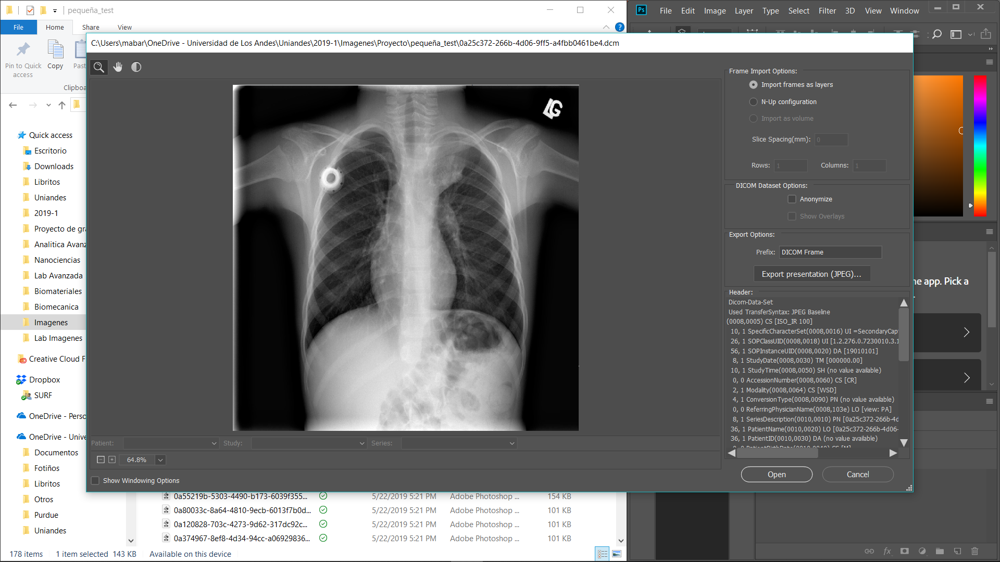 pequeña_test
File
Home
Share
View
Pin to Quick access
Copy
Clipboa
Ps
File Edit Image Layer Type Select Filter 3D View Window
C:\Users\mabar\OneDrive - Universidad de Los Andes\Uniandes\2019-1\Imagenes\Proyecto\pequeña_test\0a25c372-266b-4d06-9ff5-a4fbb0461be4.dcm
Quick access
Escritorio
Downloads
Libritos
Uniandes
2019-1
Proyecto de gra
Analitica Avanz
Nanociencias
Lab Avanzada
Biomateriales
Biomecanica
Imagenes
Lab Imagenes
Creative Cloud F
Dropbox
SURF
OneDrive - Perso
OneDrive - Unive
Documentos
Fotiños
Libritos
Otros
Purdue
Uniandes
LG
Patient:
Study:
Series:
64.8%
Show Windowing Options
Frame Import Options:
Import frames as layers
N-Up configuration
Import as volume
Slice Spacing(mm): 0
Rows: 1 Columns: 1
DICOM Dataset Options:
Anonymize
Show Overlays
Export Options:
Prefix: DICOM Frame
Export presentation (JPEG)...
Header:
Dicom-Data-Set
Used TransferSyntax: JPEG Baseline
(0008,0005) CS [ISO_IR 100]
10, 1 SpecificCharacterSet(0008,0016) UI =SecondaryCapt
26, 1 SOPClassUID(0008,0018) UI [1.2.276.0.7230010.3.1
56, 1 SOPInstanceUID(0008,0020) DA [19010101]
8, 1 StudyDate(0008,0030) TM [000000.00]
10, 1 StudyTime(0008,0050) SH (no value available)
0, 0 AccessionNumber(0008,0060) CS [CR]
2, 1 Modality(0008,0064) CS [WSD]
4, 1 ConversionType(0008,0090) PN (no value available)
0, 0 ReferringPhysicianName(0008,103e) LO [view: PA]
8, 1 SeriesDescription(0010,0010) PN [0a25c372-266b-4d
36, 1 PatientName(0010,0020) LO [0a25c372-266b-4d06-
36, 1 PatientID(0010,0030) DA (no value available)
0, 0 PatientBirthDate(0010,0040) CS [M]
Open
Cancel
ne app. Pick a
0a55219b-5303-4490-b173-6039f355... 5/22/2019 5:21 PM Adobe Photoshop ... 154 KB
0a80033c-8a64-4810-9ecb-6013f7b0d... 5/22/2019 5:21 PM Adobe Photoshop ... 101 KB
0a120828-703c-4273-9d62-317dc92c... 5/22/2019 5:21 PM Adobe Photoshop ... 101 KB
0a374967-8ef8-4d34-94cc-a06929836... 5/22/2019 5:21 PM Adobe Photoshop ... 101 KB
178 items 1 item selected 143 KB Available on this device
fx